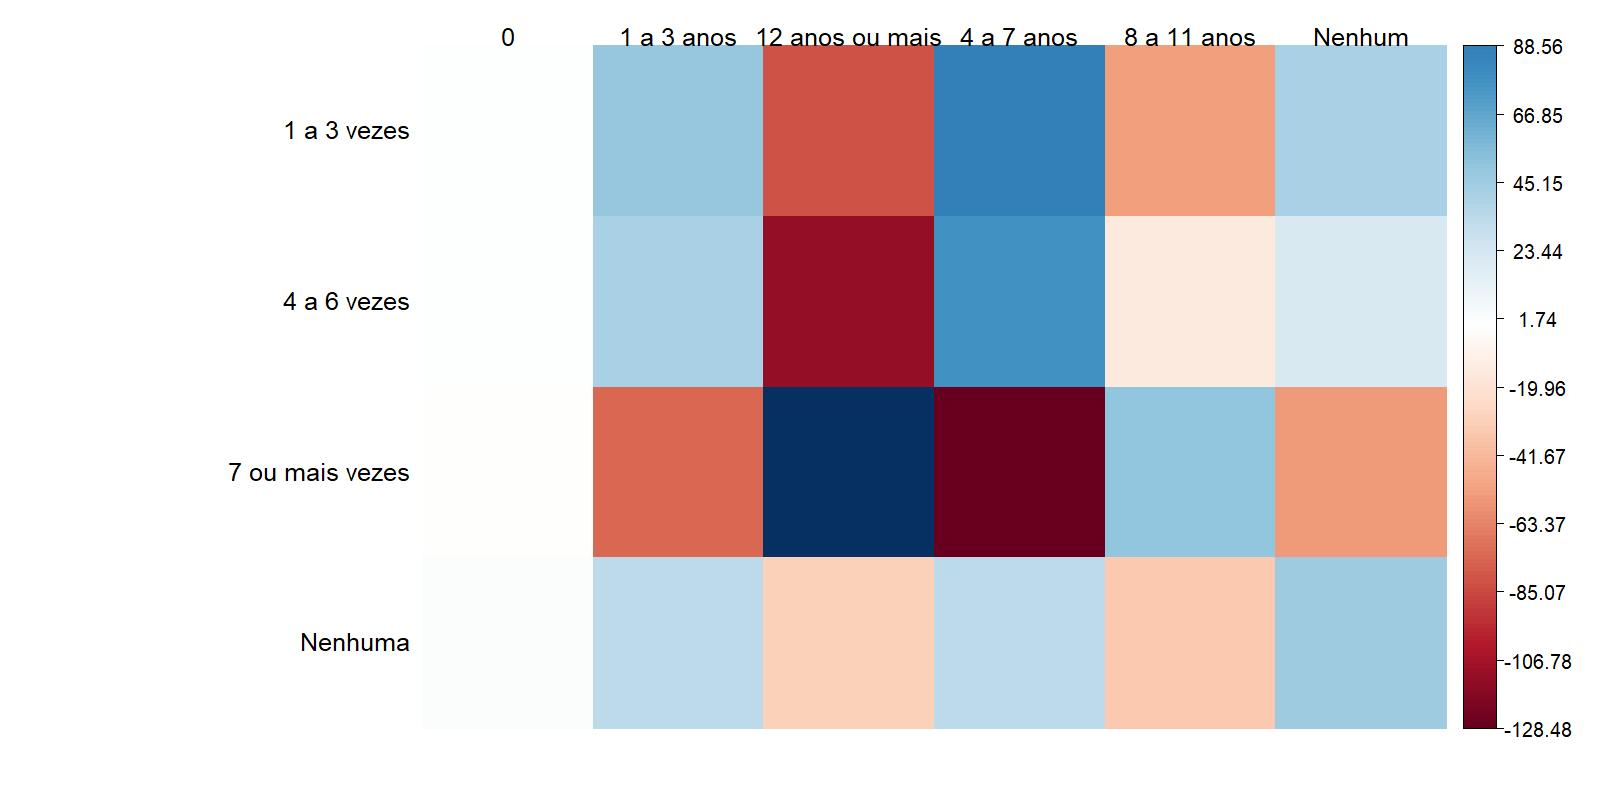 0 1 a 3 anos 12 anos ou mais 4 a 7 anos 8 a 11 anos Nenhum
1 a 3 vezes
4 a 6 vezes
7 ou mais vezes
Nenhuma
88.56
66.85
45.15
23.44
1.74
-19.96
-41.67
-63.37
-85.07
-106.78
-128.48